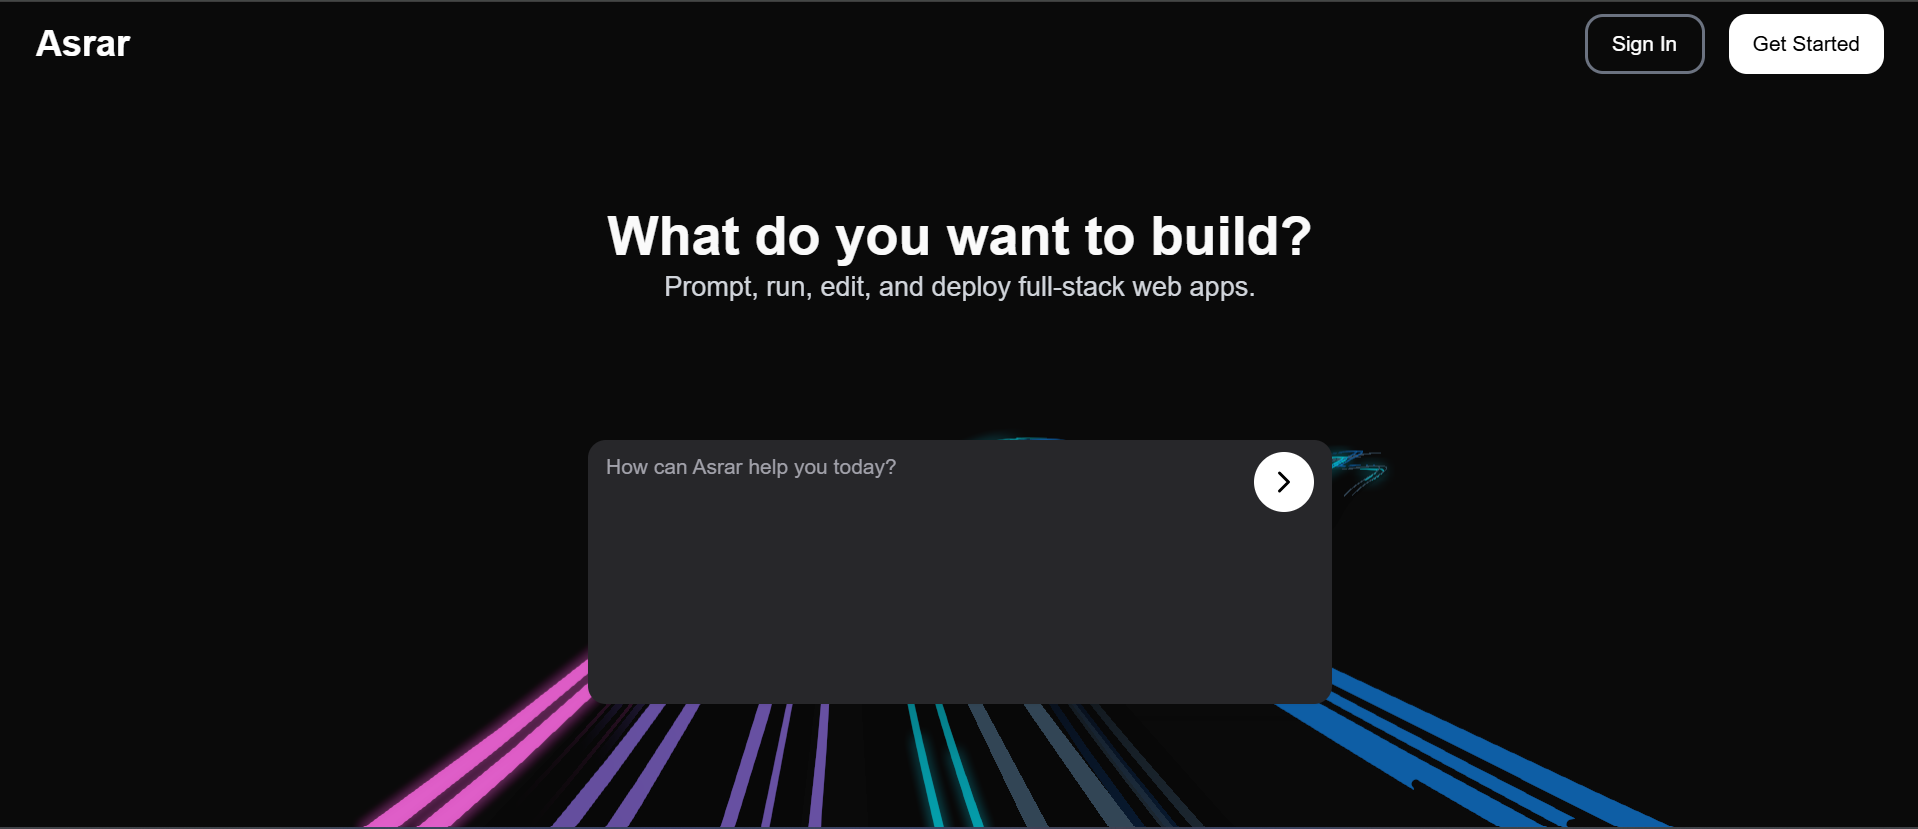 Asrar
Sign In
Get Started
What do you want to build?
Prompt, run, edit, and deploy full-stack web apps.
How can Asrar help you today?